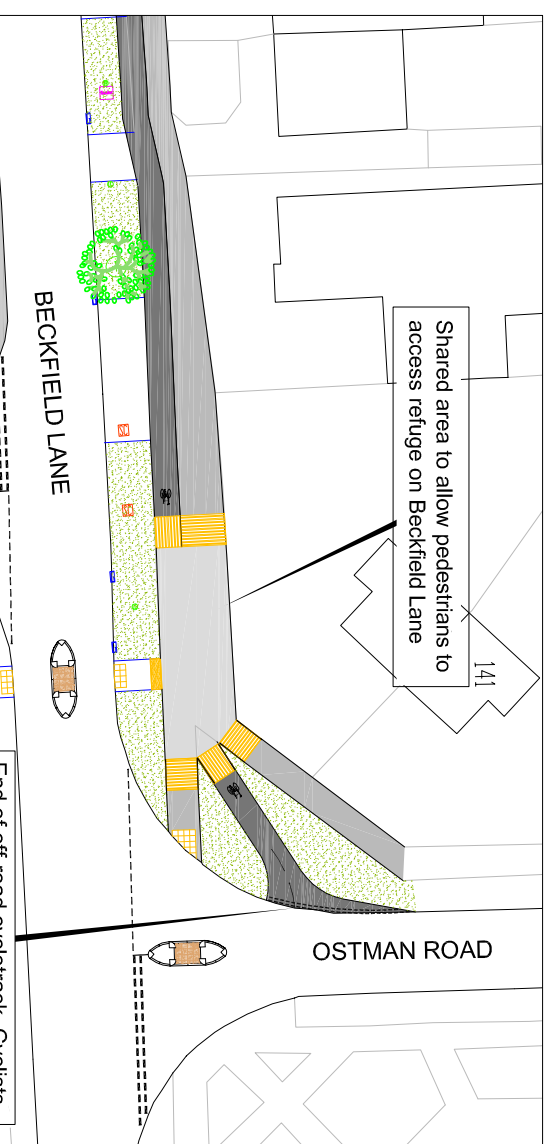 Shared area to allow pedestrians to
access refuge on Beckfield Lane
141
BECKFIELD LANE
OSTMAN ROAD
End of off-road cycletrack. Cyclists